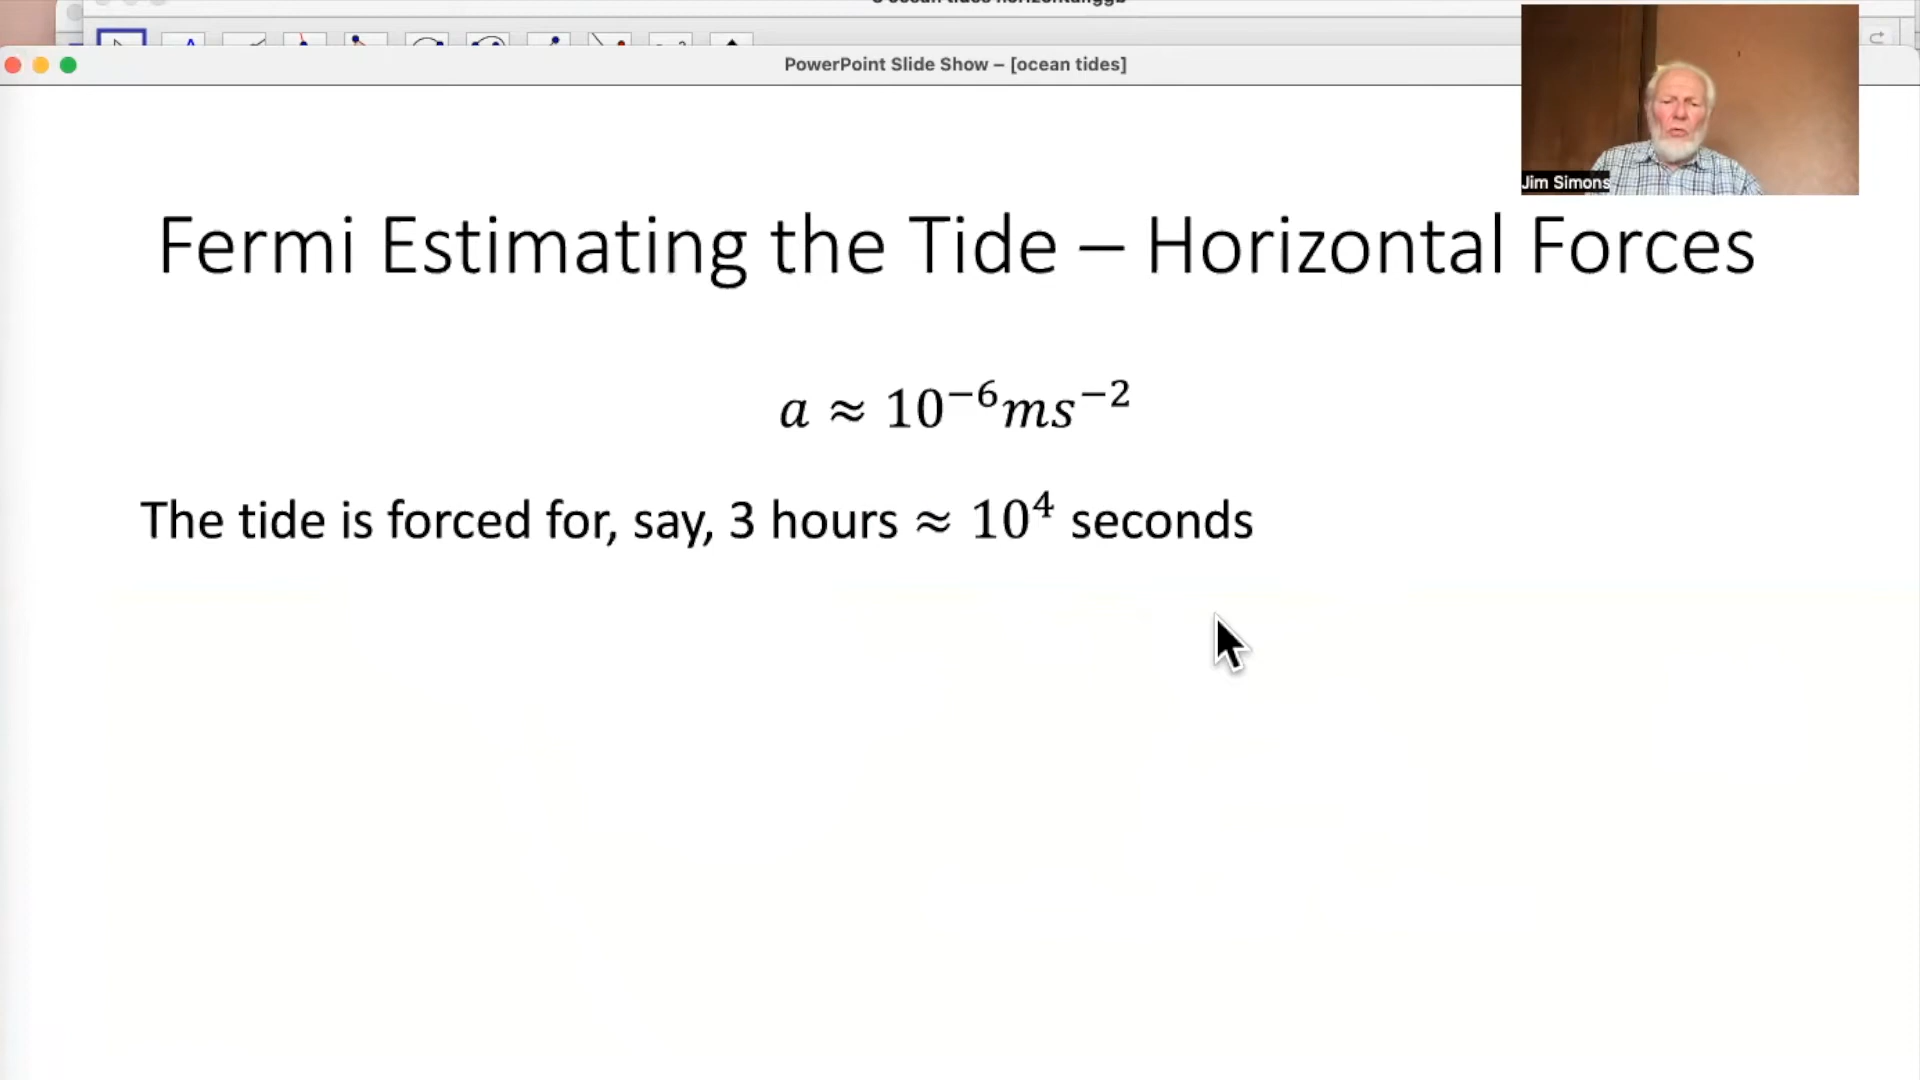 PowerPoint Slide Show – [ocean tides]
Jim Simons
Fermi Estimating the Tide – Horizontal Forces
a ≈ 10⁻⁶ms⁻²
The tide is forced for, say, 3 hours ≈ 10⁴ seconds